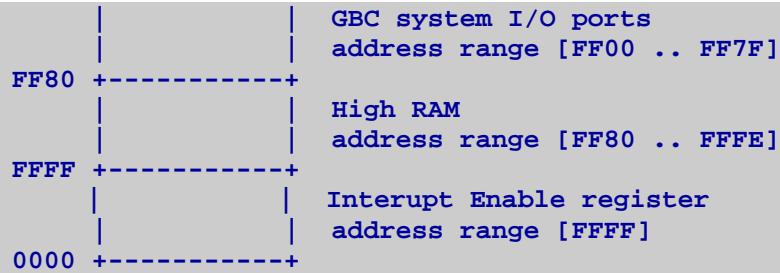 |           |  GBC system I/O ports
|           |  address range [FF00 .. FF7F]
FF80 +-----------+
|           |  High RAM
|           |  address range [FF80 .. FFFE]
FFFF +-----------+
|           |  Interupt Enable register
|           |  address range [FFFF]
0000 +-----------+